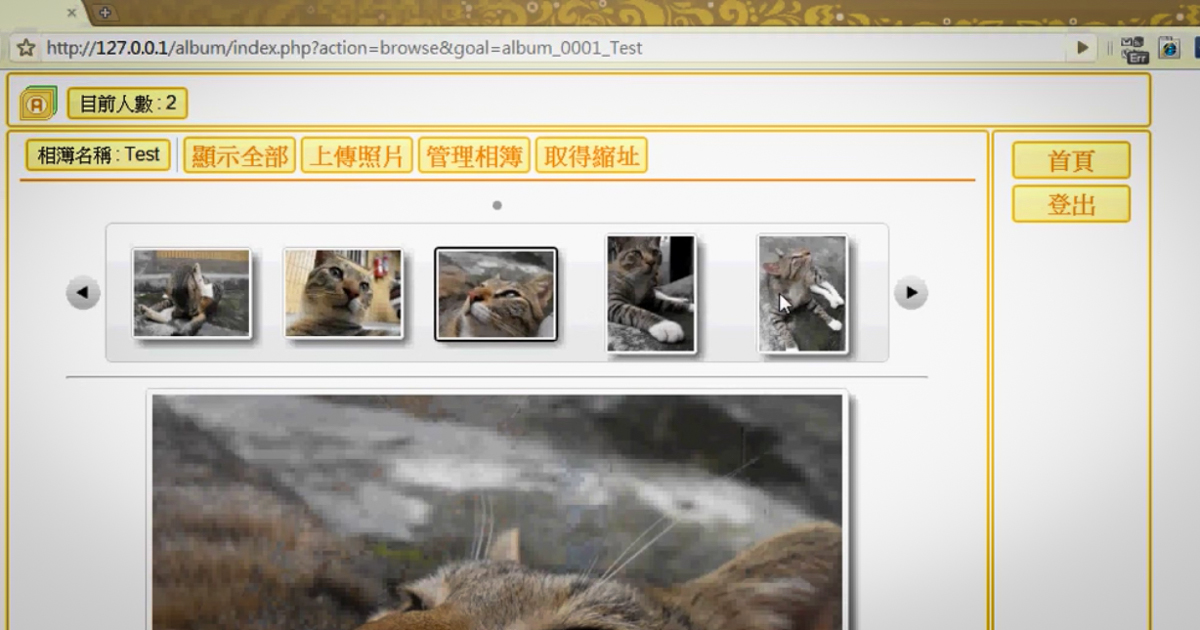 http://127.0.0.1/album/index.php?action=browse&goal=album_0001_Test
Err
A 目前人數 : 2
相簿名稱 : Test 顯示全部 上傳照片 管理相簿 取得縮址
首頁
登出